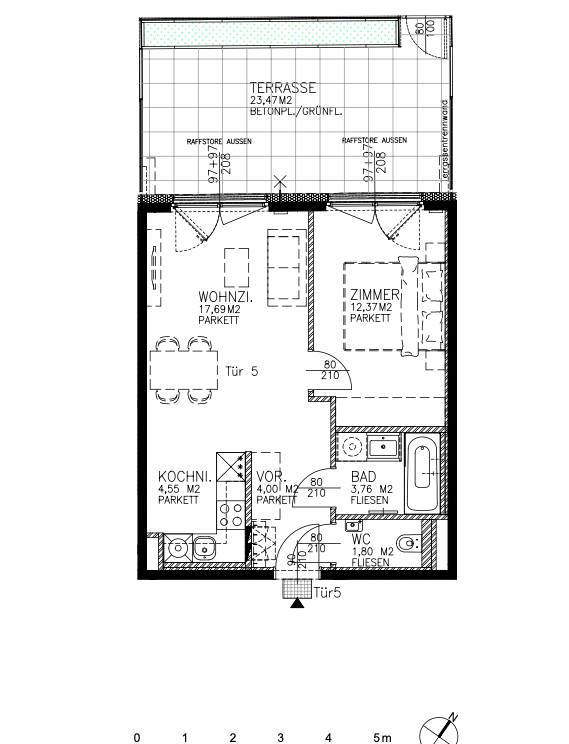 80
100
TERRASSE
23,47M2
BETONPL./GRÜNFL.
RAFFSTORE AUSSEN
RAFFSTORE AUSSEN
97+97
208
97+97
208
errassentrennwand
WOHNZI.
17,69M2
PARKETT
ZIMMER
12,37M2
PARKETT
Tür 5
80
210
KOCHNI.
4,55 M2
PARKETT
VOR.
4,00 M2
PARKETT
80
210
BAD
3,76 M2
FLIESEN
90
210
80
210
WC
1,80 M2
FLIESEN
Tür5
0 1 2 3 4 5m
N